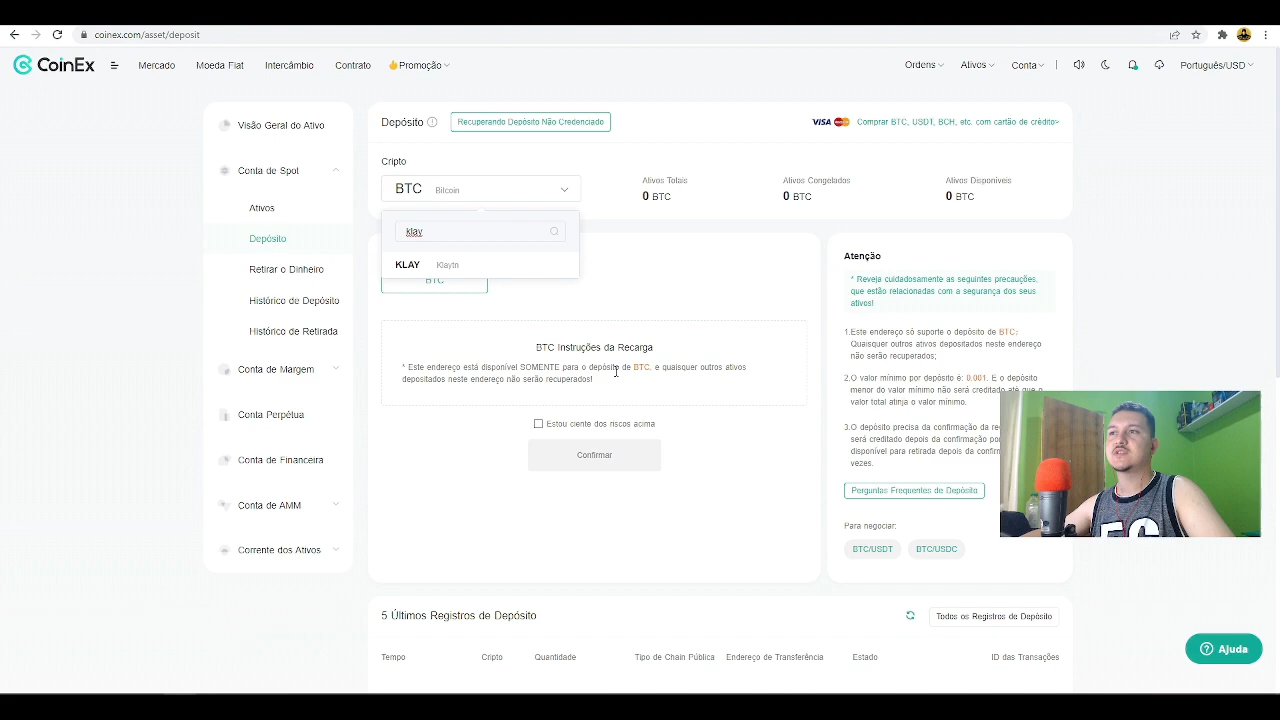 coinex.com/asset/deposit
CoinEx
Mercado
Moeda Fiat
Intercâmbio
Contrato
Promoção
Ordens
Ativos
Conta
Português/USD
Visão Geral do Ativo
Conta de Spot
Ativos
Depósito
Retirar o Dinheiro
Histórico de Depósito
Histórico de Retirada
Conta de Margem
Conta Perpétua
Conta de Financeira
Conta de AMM
Corrente dos Ativos
Depósito
Recuperando Depósito Não Credenciado
VISA
Comprar BTC, USDT, BCH, etc. com cartão de crédito>
Cripto
BTC Bitcoin
Ativos Totais
0 BTC
Ativos Congelados
0 BTC
Ativos Disponíveis
0 BTC
klay
KLAY Klaytn
BTC
BTC Instruções da Recarga
* Este endereço está disponível SOMENTE para o depósito de BTC, e quaisquer outros ativos
depositados neste endereço não serão recuperados!
Estou ciente dos riscos acima
Confirmar
Atenção
* Reveja cuidadosamente as seguintes precauções,
que estão relacionadas com a segurança dos seus
ativos!
1.Este endereço só suporte o depósito de BTC;
Quaisquer outros ativos depositados neste endereço
não serão recuperados;
2.O valor mínimo por depósito é: 0.001. E o depósito
menor do valor mínimo não será creditado até que o
valor total atinja o valor mínimo.
3.O depósito precisa da confirmação da re
será creditado depois da confirmação por
disponível para retirada depois da confirm
vezes.
Perguntas Frequentes de Depósito
Para negociar:
BTC/USDT
BTC/USDC
5 Últimos Registros de Depósito
Todos os Registros de Depósito
Tempo
Cripto
Quantidade
Tipo de Chain Pública
Endereço de Transferência
Estado
ID das Transações
Ajuda